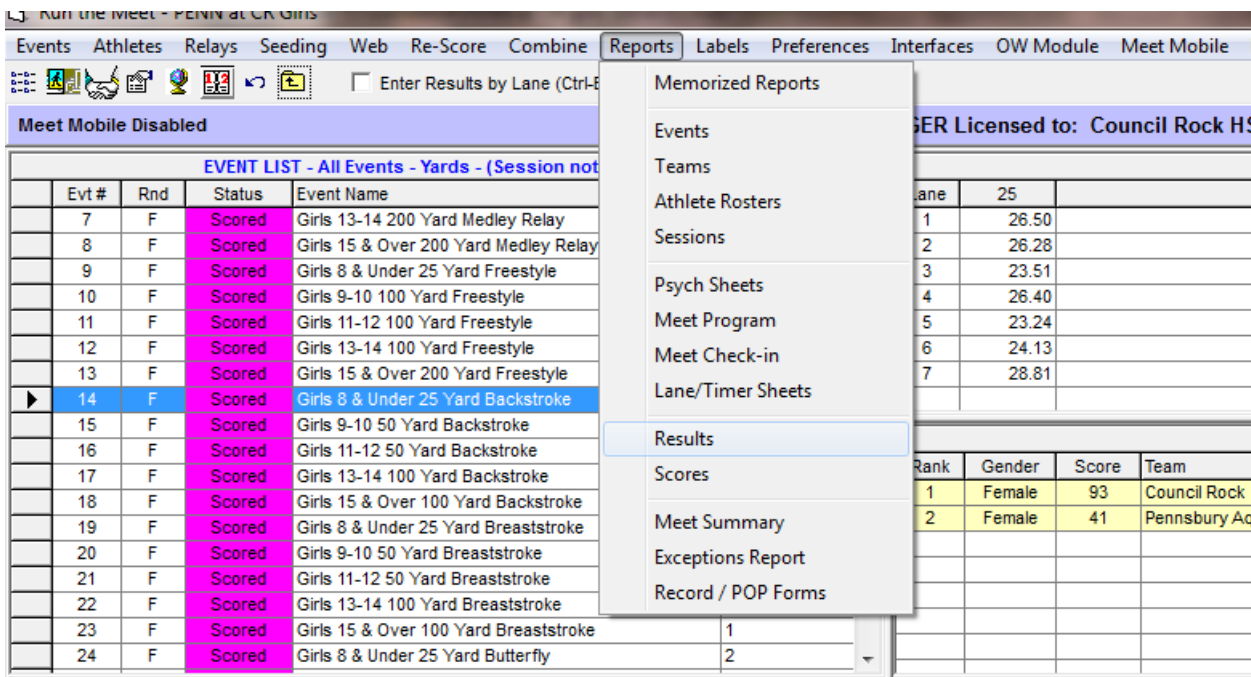 Run the Meet - PENN at CR Girls
Events Athletes Relays Seeding Web Re-Score Combine Reports Labels Preferences Interfaces OW Module Meet Mobile
Enter Results by Lane (Ctrl-
Meet Mobile Disabled
GER Licensed to: Council Rock HS
EVENT LIST - All Events - Yards - (Session not
Evt # Rnd Status Event Name
7 F Scored Girls 13-14 200 Yard Medley Relay
8 F Scored Girls 15 & Over 200 Yard Medley Relay
9 F Scored Girls 8 & Under 25 Yard Freestyle
10 F Scored Girls 9-10 100 Yard Freestyle
11 F Scored Girls 11-12 100 Yard Freestyle
12 F Scored Girls 13-14 100 Yard Freestyle
13 F Scored Girls 15 & Over 200 Yard Freestyle
14 F Scored Girls 8 & Under 25 Yard Backstroke
15 F Scored Girls 9-10 50 Yard Backstroke
16 F Scored Girls 11-12 50 Yard Backstroke
17 F Scored Girls 13-14 100 Yard Backstroke
18 F Scored Girls 15 & Over 100 Yard Backstroke
19 F Scored Girls 8 & Under 25 Yard Breaststroke
20 F Scored Girls 9-10 50 Yard Breaststroke
21 F Scored Girls 11-12 50 Yard Breaststroke
22 F Scored Girls 13-14 100 Yard Breaststroke
23 F Scored Girls 15 & Over 100 Yard Breaststroke 1
24 F Scored Girls 8 & Under 25 Yard Butterfly 2
Memorized Reports
Events
Teams
Athlete Rosters
Sessions
Psych Sheets
Meet Program
Meet Check-in
Lane/Timer Sheets
Results
Scores
Meet Summary
Exceptions Report
Record / POP Forms
ane 25
1 26.50
2 26.28
3 23.51
4 26.40
5 23.24
6 24.13
7 28.81
Rank Gender Score Team
1 Female 93 Council Rock
2 Female 41 Pennsbury Aq